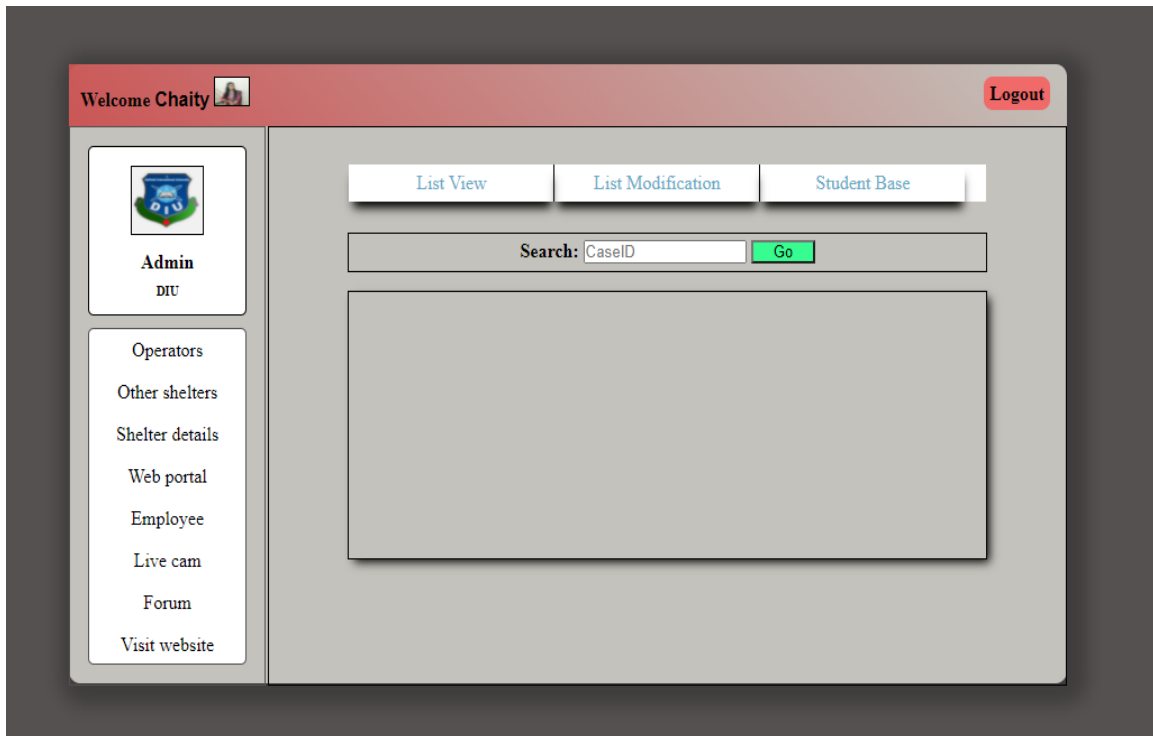 Welcome Chaity
Logout
DIU
Admin
DIU
Operators
Other shelters
Shelter details
Web portal
Employee
Live cam
Forum
Visit website
List View
List Modification
Student Base
Search: CaseID
Go